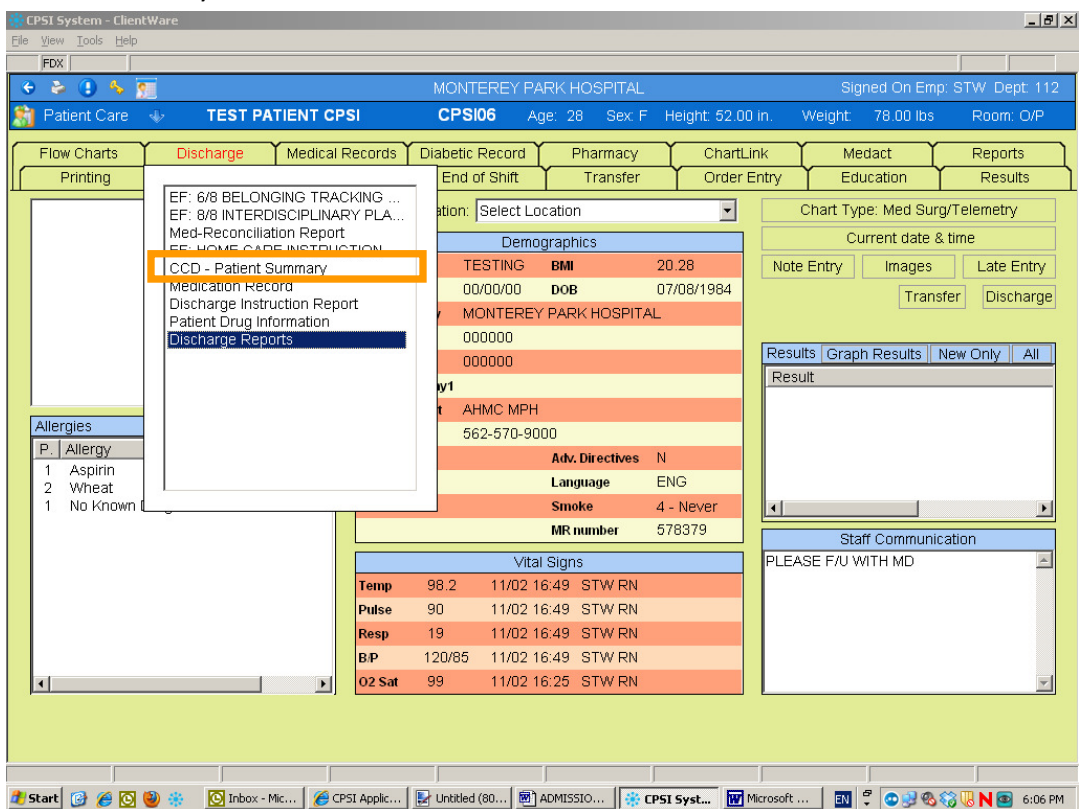 CPSI System - ClientWare
File View Tools Help
FDX
MONTEREY PARK HOSPITAL Signed On Emp: STW Dept: 112
Patient Care TEST PATIENT CPSI CPSI06 Age: 28 Sex: F Height: 52.00 in. Weight: 78.00 lbs Room: O/P
Flow Charts Discharge Medical Records Diabetic Record Pharmacy ChartLink Medact Reports
Printing End of Shift Transfer Order Entry Education Results
EF: 6/8 BELONGING TRACKING ...
EF: 8/8 INTERDISCIPLINARY PLA...
Med-Reconciliation Report
EF: HOME CARE INSTRUCTION
CCD - Patient Summary
Medication Record
Discharge Instruction Report
Patient Drug Information
Discharge Reports
ation: Select Location
Demographics
TESTING BMI 20.28
00/00/00 DOB 07/08/1984
MONTEREY PARK HOSPITAL
000000
000000
ay1
t AHMC MPH
562-570-9000
Adv. Directives N
Language ENG
Smoke 4 - Never
MR number 578379
Vital Signs
Temp 98.2 11/02 16:49 STW RN
Pulse 90 11/02 16:49 STW RN
Resp 19 11/02 16:49 STW RN
B/P 120/85 11/02 16:49 STW RN
O2 Sat 99 11/02 16:25 STW RN
Allergies
P. Allergy
1 Aspirin
2 Wheat
1 No Known
Chart Type: Med Surg/Telemetry
Current date & time
Note Entry Images Late Entry
Transfer Discharge
Results Graph Results New Only All
Result
Staff Communication
PLEASE F/U WITH MD
Start Inbox - Mic... CPSI Applic... Untitled (80... ADMISSIO... CPSI Syst... Microsoft ... EN 6:06 PM